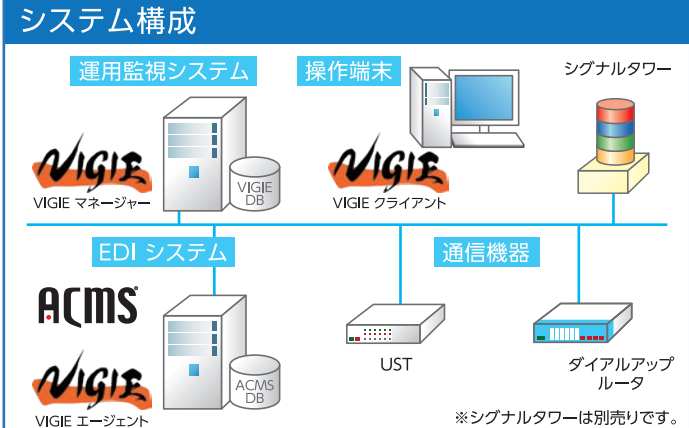 システム構成
運用監視システム
操作端末
シグナルタワー
VIGIE
VIGIE マネージャー
VIGIE
DB
VIGIE
VIGIE クライアント
EDI システム
通信機器
ACMS®
VIGIE
VIGIE エージェント
ACMS
DB
UST
ダイアルアップ
ルータ
※シグナルタワーは別売りです。